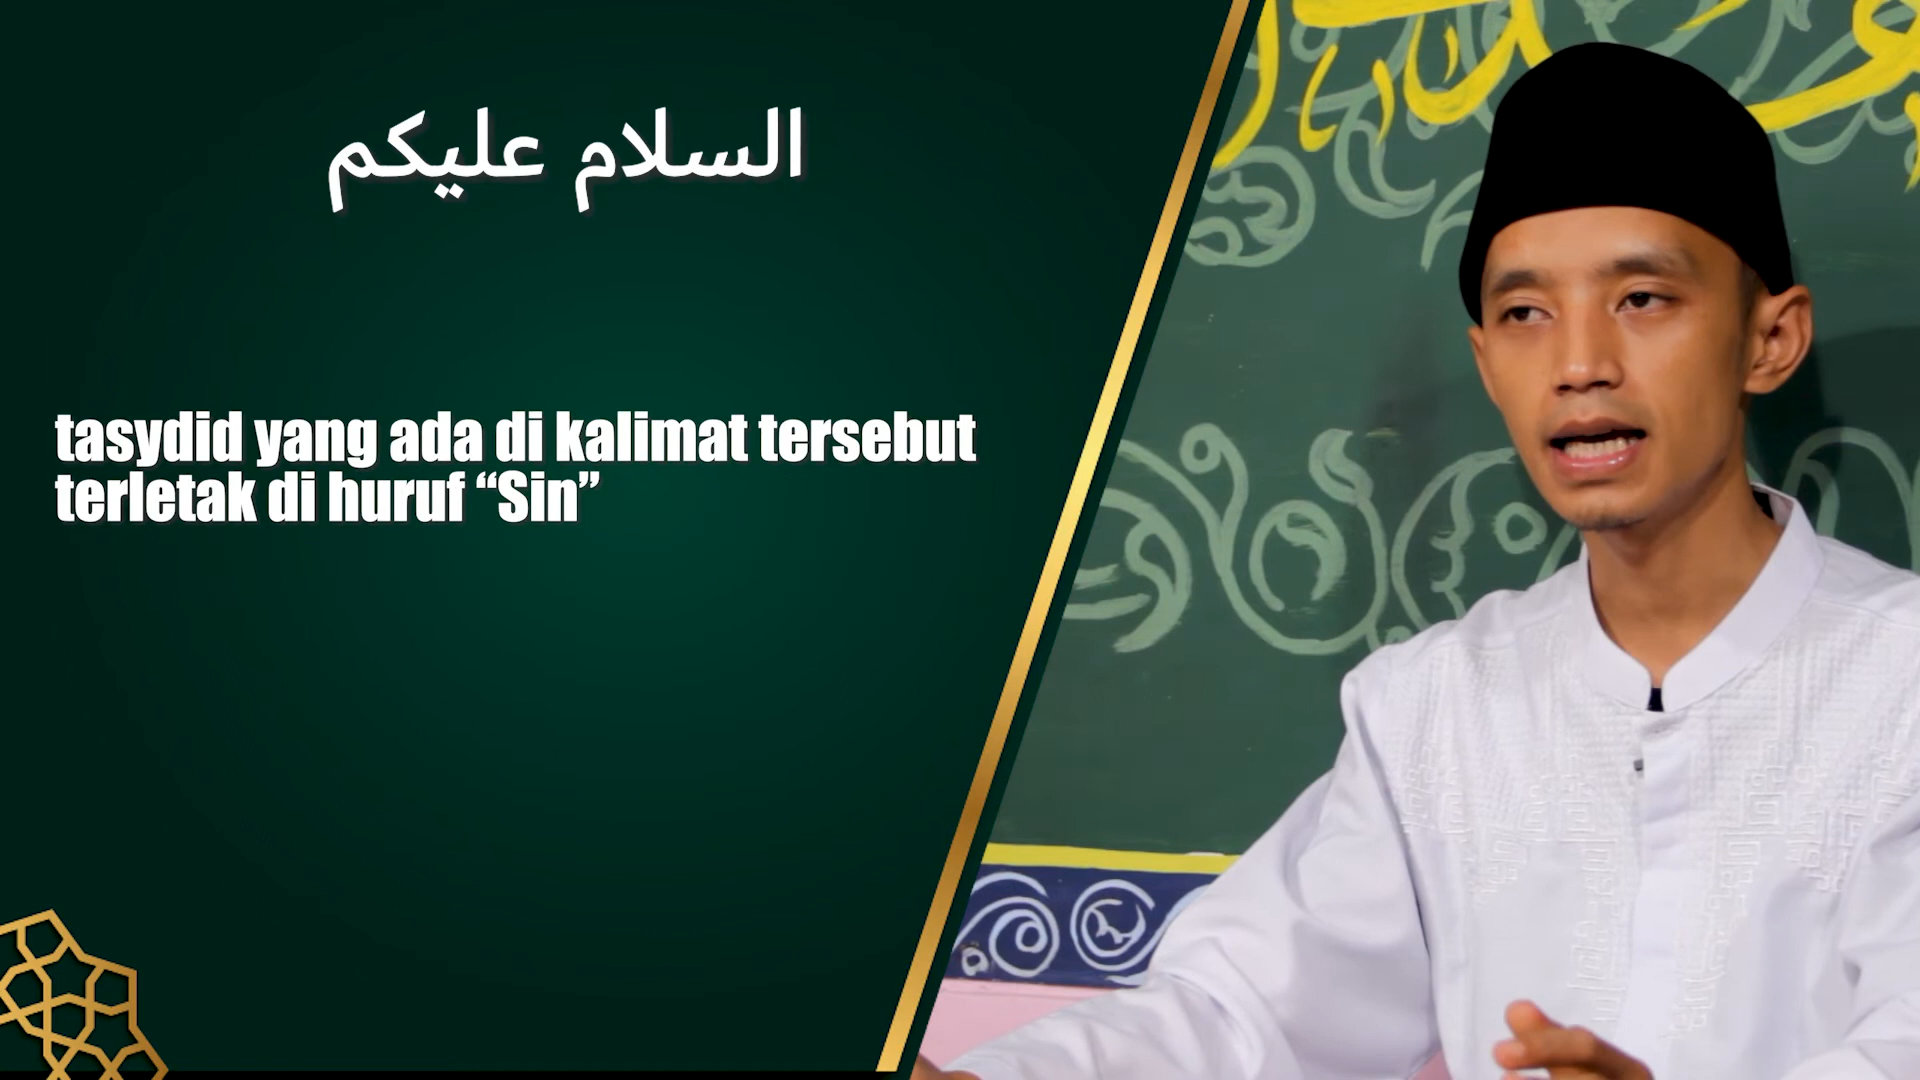 السلام عليكم
tasydid yang ada di kalimat tersebut
terletak di huruf “Sin”